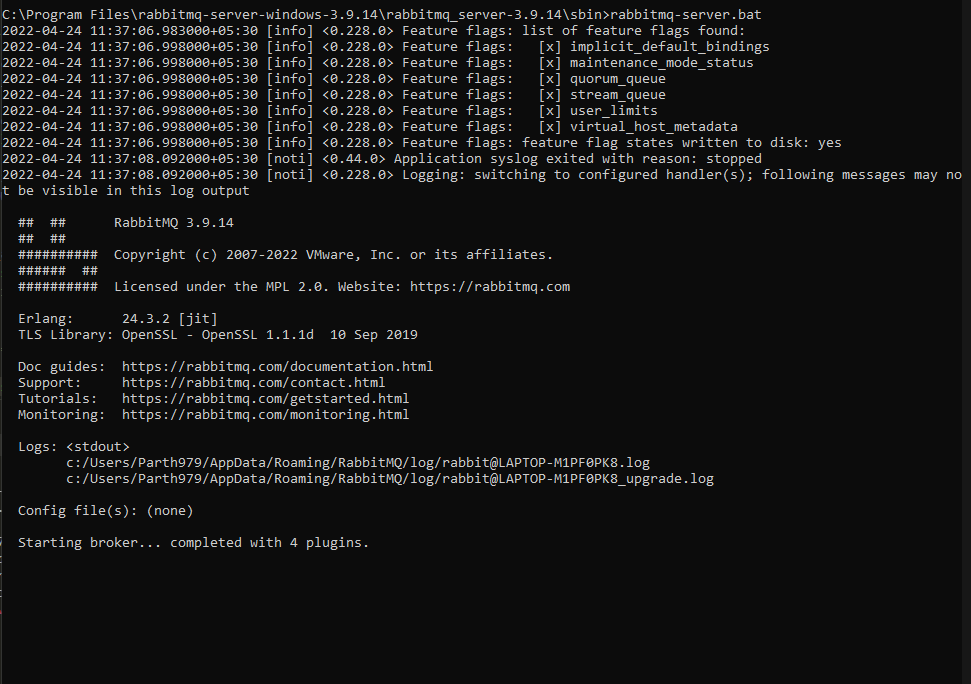 C:\Program Files\rabbitmq-server-windows-3.9.14\rabbitmq_server-3.9.14\sbin>rabbitmq-server.bat
2022-04-24 11:37:06.983000+05:30 [info] <0.228.0> Feature flags: list of feature flags found:
2022-04-24 11:37:06.998000+05:30 [info] <0.228.0> Feature flags:   [x] implicit_default_bindings
2022-04-24 11:37:06.998000+05:30 [info] <0.228.0> Feature flags:   [x] maintenance_mode_status
2022-04-24 11:37:06.998000+05:30 [info] <0.228.0> Feature flags:   [x] quorum_queue
2022-04-24 11:37:06.998000+05:30 [info] <0.228.0> Feature flags:   [x] stream_queue
2022-04-24 11:37:06.998000+05:30 [info] <0.228.0> Feature flags:   [x] user_limits
2022-04-24 11:37:06.998000+05:30 [info] <0.228.0> Feature flags:   [x] virtual_host_metadata
2022-04-24 11:37:06.998000+05:30 [info] <0.228.0> Feature flags: feature flag states written to disk: yes
2022-04-24 11:37:08.092000+05:30 [noti] <0.44.0> Application syslog exited with reason: stopped
2022-04-24 11:37:08.092000+05:30 [noti] <0.228.0> Logging: switching to configured handler(s); following messages may no
t be visible in this log output
  ##  ##      RabbitMQ 3.9.14
  ##  ##
  ##########  Copyright (c) 2007-2022 VMware, Inc. or its affiliates.
  ######  ##
  ##########  Licensed under the MPL 2.0. Website: https://rabbitmq.com
  Erlang:      24.3.2 [jit]
  TLS Library: OpenSSL - OpenSSL 1.1.1d  10 Sep 2019
  Doc guides:  https://rabbitmq.com/documentation.html
  Support:     https://rabbitmq.com/contact.html
  Tutorials:   https://rabbitmq.com/getstarted.html
  Monitoring:  https://rabbitmq.com/monitoring.html
  Logs: <stdout>
        c:/Users/Parth979/AppData/Roaming/RabbitMQ/log/rabbit@LAPTOP-M1PF0PK8.log
        c:/Users/Parth979/AppData/Roaming/RabbitMQ/log/rabbit@LAPTOP-M1PF0PK8_upgrade.log
  Config file(s): (none)
  Starting broker... completed with 4 plugins.